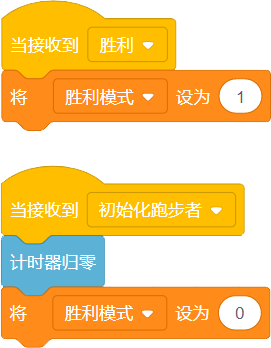 当接收到 胜利
将 胜利模式 设为 1
当接收到 初始化跑步者
计时器归零
将 胜利模式 设为 0